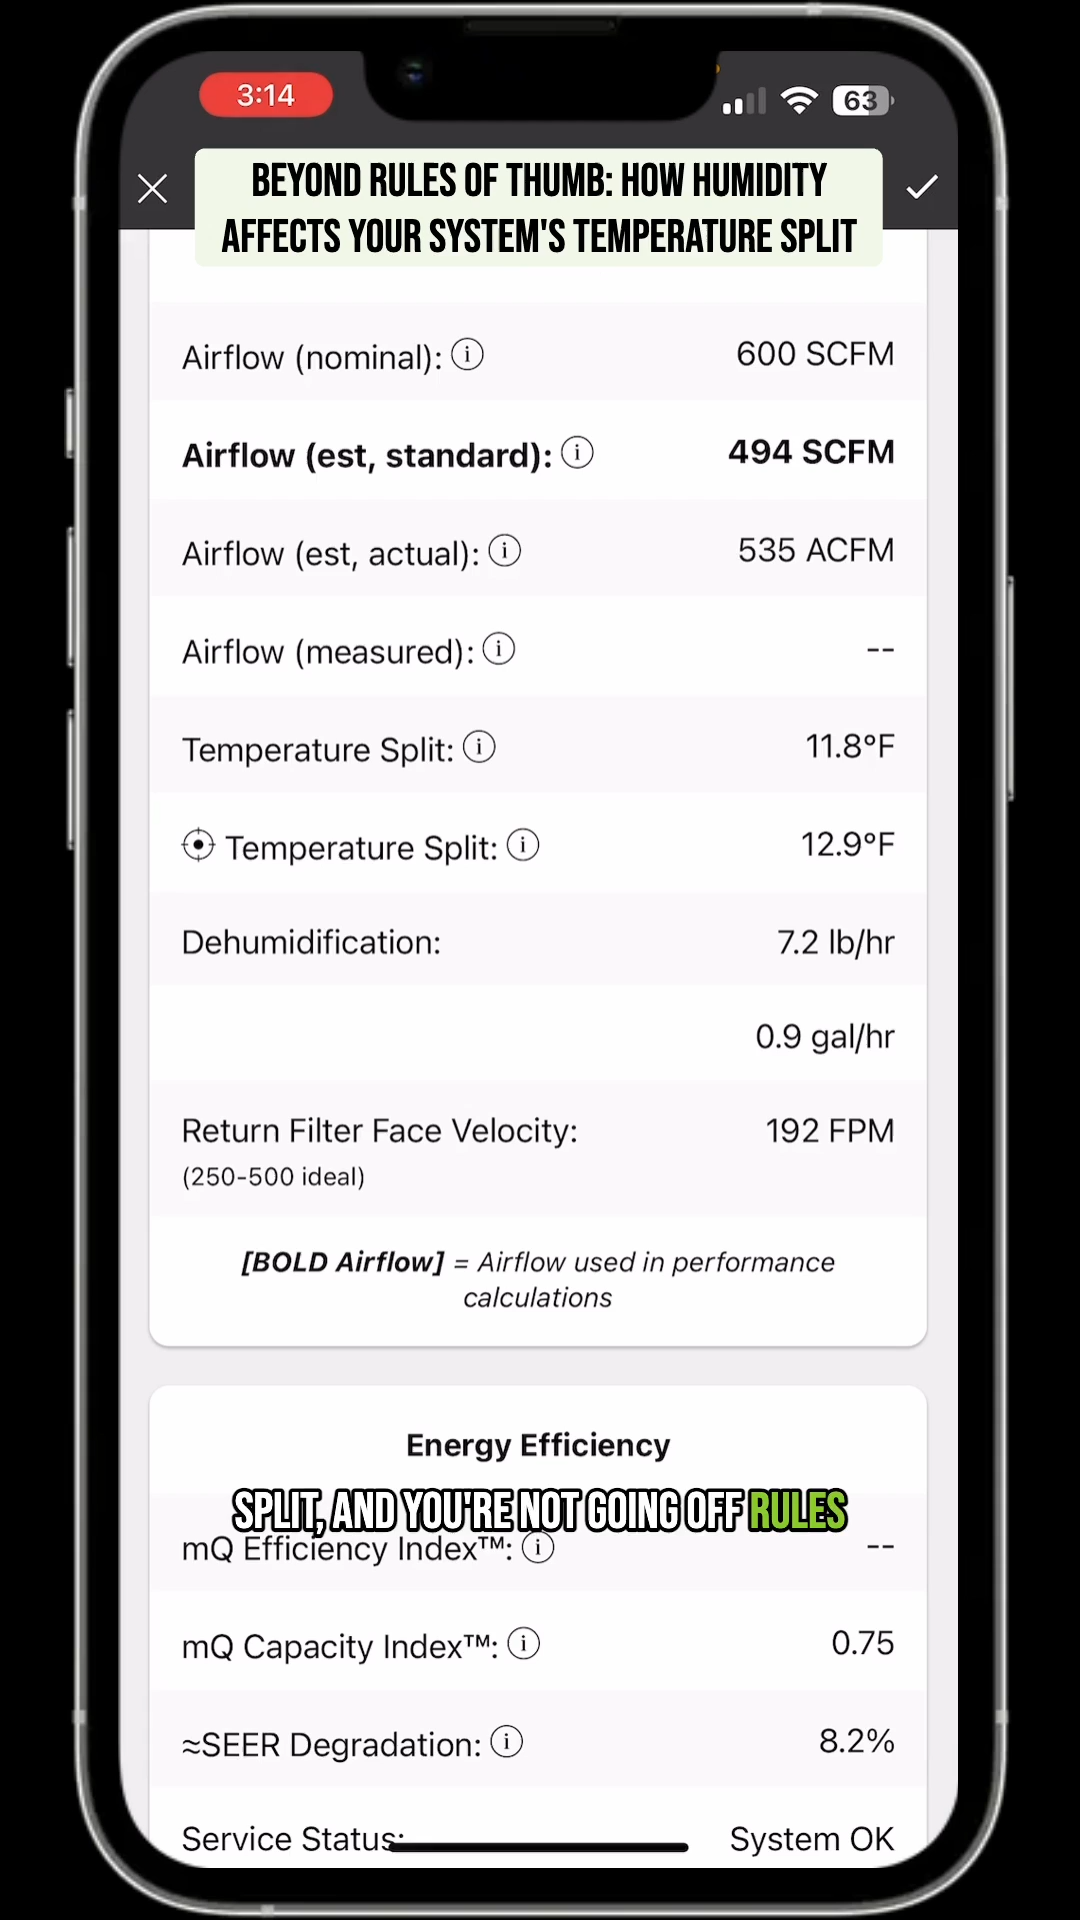 3:14
63
BEYOND RULES OF THUMB: HOW HUMIDITY
AFFECTS YOUR SYSTEM'S TEMPERATURE SPLIT
Airflow (nominal): 600 SCFM
Airflow (est, standard): 494 SCFM
Airflow (est, actual): 535 ACFM
Airflow (measured): --
Temperature Split: 11.8°F
Temperature Split: 12.9°F
Dehumidification: 7.2 lb/hr
0.9 gal/hr
Return Filter Face Velocity: 192 FPM
(250-500 ideal)
[BOLD Airflow] = Airflow used in performance
calculations
Energy Efficiency
SPLIT, AND YOU'RE NOT GOING OFF RULES
mQ Efficiency Index™: --
mQ Capacity Index™: 0.75
≈SEER Degradation: 8.2%
Service Status: System OK